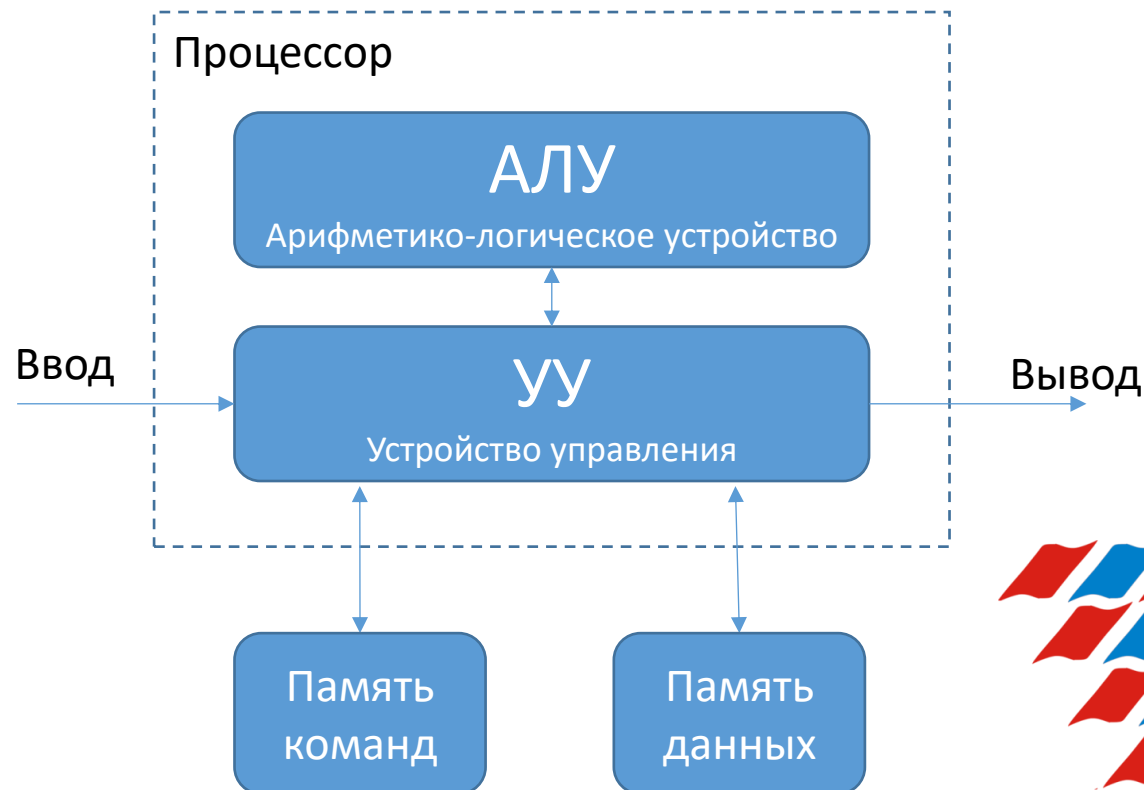 Процессор
АЛУ
Арифметико-логическое устройство
Ввод
УУ
Устройство управления
Вывод
Память
команд
Память
данных